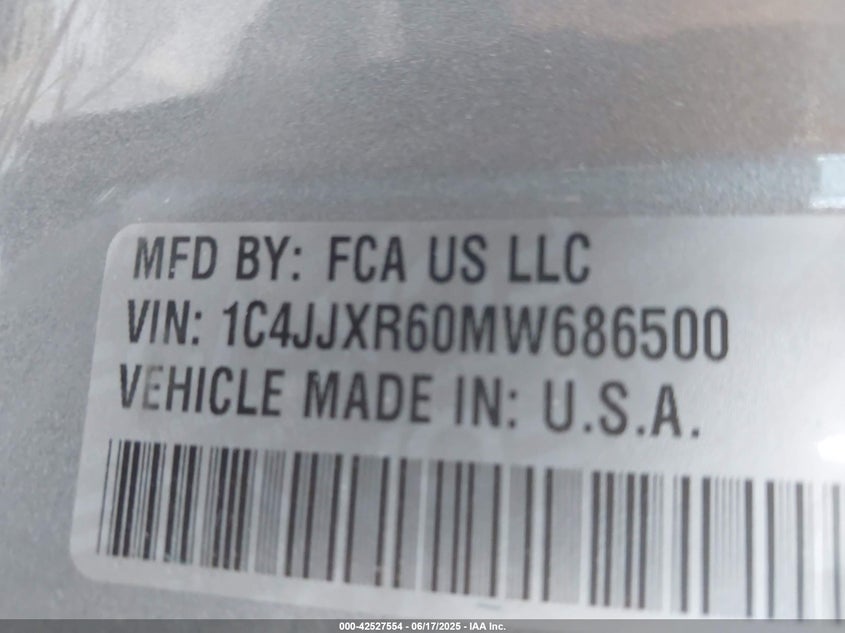 MFD BY: FCA US LLC
VIN: 1C4JJXR60MW686500
VEHICLE MADE IN: U.S.A.
000-42527554 - 06/17/2025 - IAA Inc.